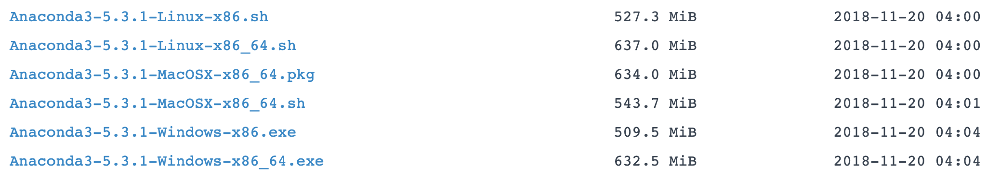 Anaconda3-5.3.1-Linux-x86.sh 527.3 MiB 2018-11-20 04:00
Anaconda3-5.3.1-Linux-x86_64.sh 637.0 MiB 2018-11-20 04:00
Anaconda3-5.3.1-MacOSX-x86_64.pkg 634.0 MiB 2018-11-20 04:00
Anaconda3-5.3.1-MacOSX-x86_64.sh 543.7 MiB 2018-11-20 04:01
Anaconda3-5.3.1-Windows-x86.exe 509.5 MiB 2018-11-20 04:04
Anaconda3-5.3.1-Windows-x86_64.exe 632.5 MiB 2018-11-20 04:04